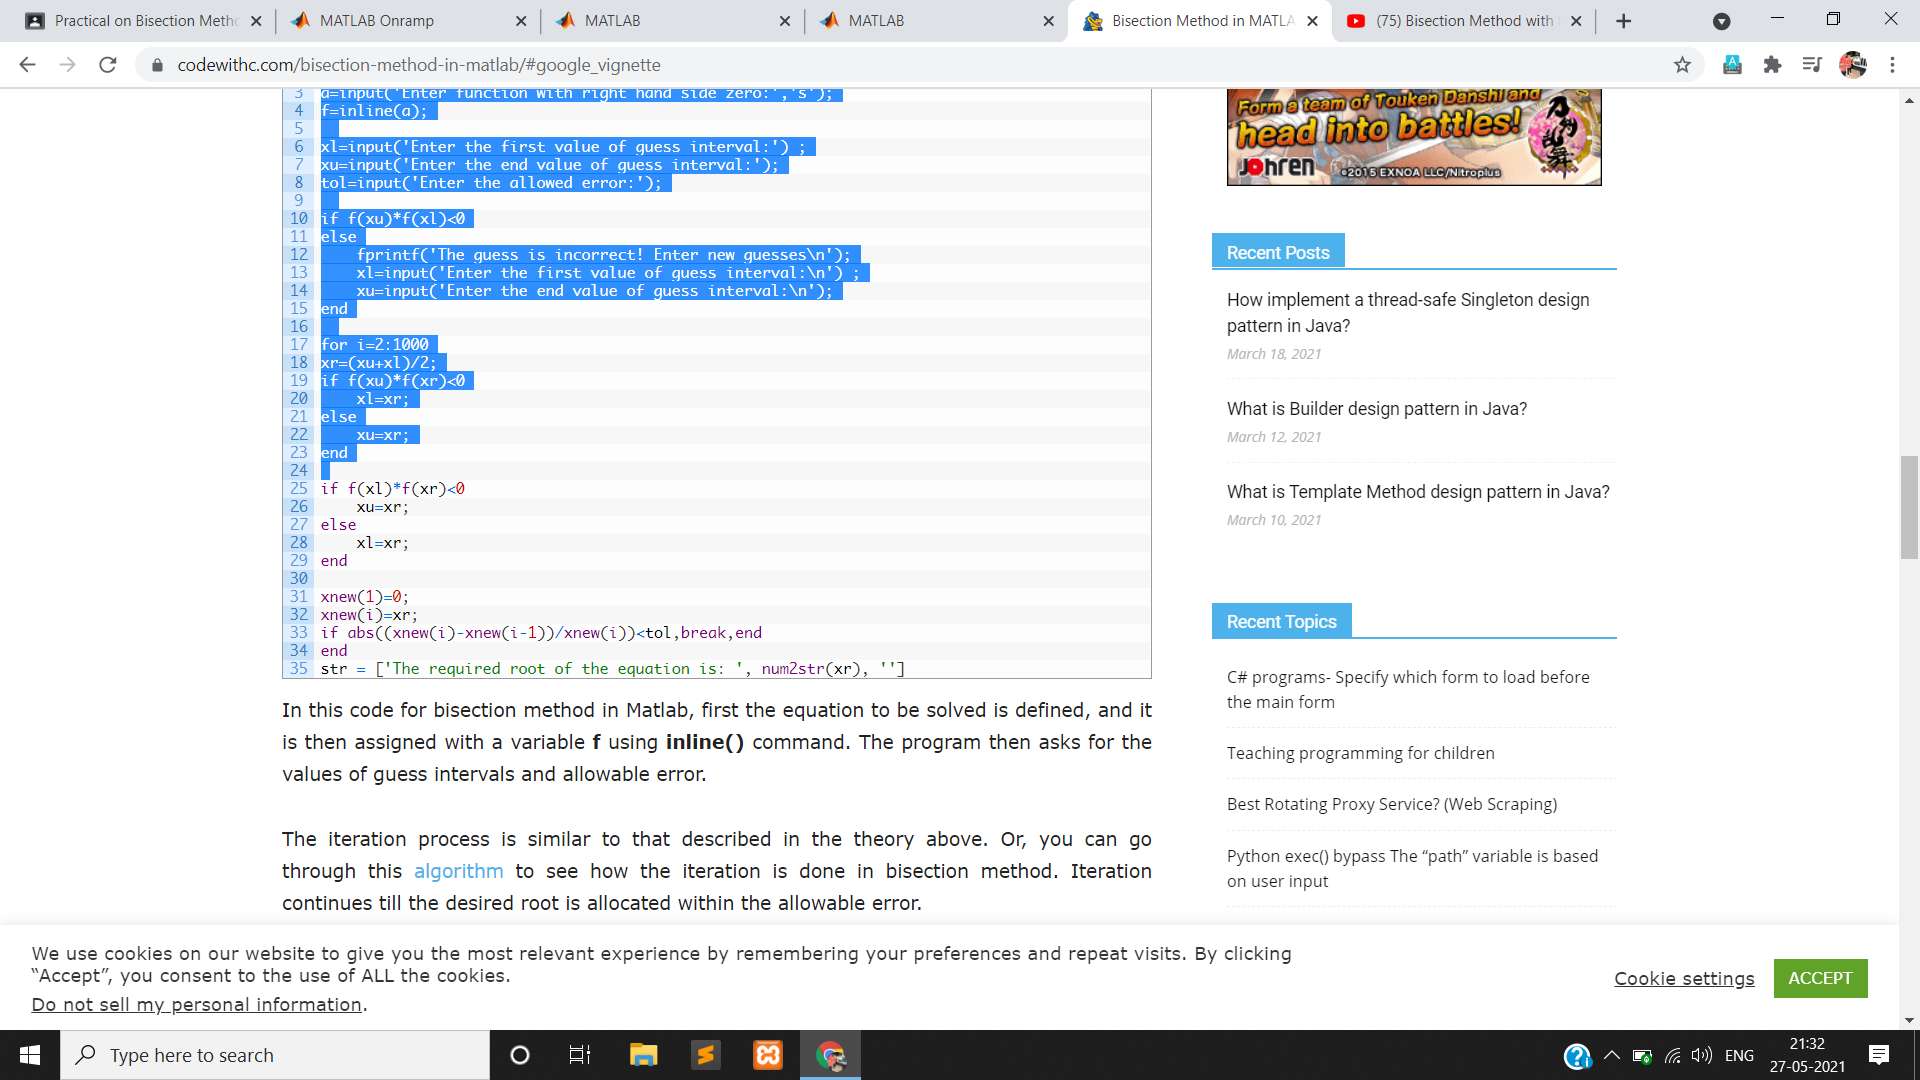 Practical on Bisection Metho
MATLAB Onramp
MATLAB
MATLAB
Bisection Method in MATLA
(75) Bisection Method with
codewithc.com/bisection-method-in-matlab/#google_vignette
3 a=input('Enter function with right hand side zero:','s');
4 f=inline(a);
5
6 xl=input('Enter the first value of guess interval:') ;
7 xu=input('Enter the end value of guess interval:');
8 tol=input('Enter the allowed error:');
9
10 if f(xu)*f(xl)<0
11 else
12 fprintf('The guess is incorrect! Enter new guesses\n');
13 xl=input('Enter the first value of guess interval:\n') ;
14 xu=input('Enter the end value of guess interval:\n');
15 end
16
17 for i=2:1000
18 xr=(xu+xl)/2;
19 if f(xu)*f(xr)<0
20 xl=xr;
21 else
22 xu=xr;
23 end
24
25 if f(xl)*f(xr)<0
26 xu=xr;
27 else
28 xl=xr;
29 end
30
31 xnew(1)=0;
32 xnew(i)=xr;
33 if abs((xnew(i)-xnew(i-1))/xnew(i))<tol,break,end
34 end
35 str = ['The required root of the equation is: ', num2str(xr), '']
In this code for bisection method in Matlab, first the equation to be solved is defined, and it
is then assigned with a variable f using inline() command. The program then asks for the
values of guess intervals and allowable error.
The iteration process is similar to that described in the theory above. Or, you can go
through this algorithm to see how the iteration is done in bisection method. Iteration
continues till the desired root is allocated within the allowable error.
Form a team of Touken Danshi and
head into battles!
刀剣乱舞
Johren
©2015 EXNOA LLC/Nitroplus
Recent Posts
How implement a thread-safe Singleton design
pattern in Java?
March 18, 2021
What is Builder design pattern in Java?
March 12, 2021
What is Template Method design pattern in Java?
March 10, 2021
Recent Topics
C# programs- Specify which form to load before
the main form
Teaching programming for children
Best Rotating Proxy Service? (Web Scraping)
Python exec() bypass The “path” variable is based
on user input
We use cookies on our website to give you the most relevant experience by remembering your preferences and repeat visits. By clicking
“Accept”, you consent to the use of ALL the cookies.
Do not sell my personal information.
Cookie settings
ACCEPT
Type here to search
ENG
21:32
27-05-2021